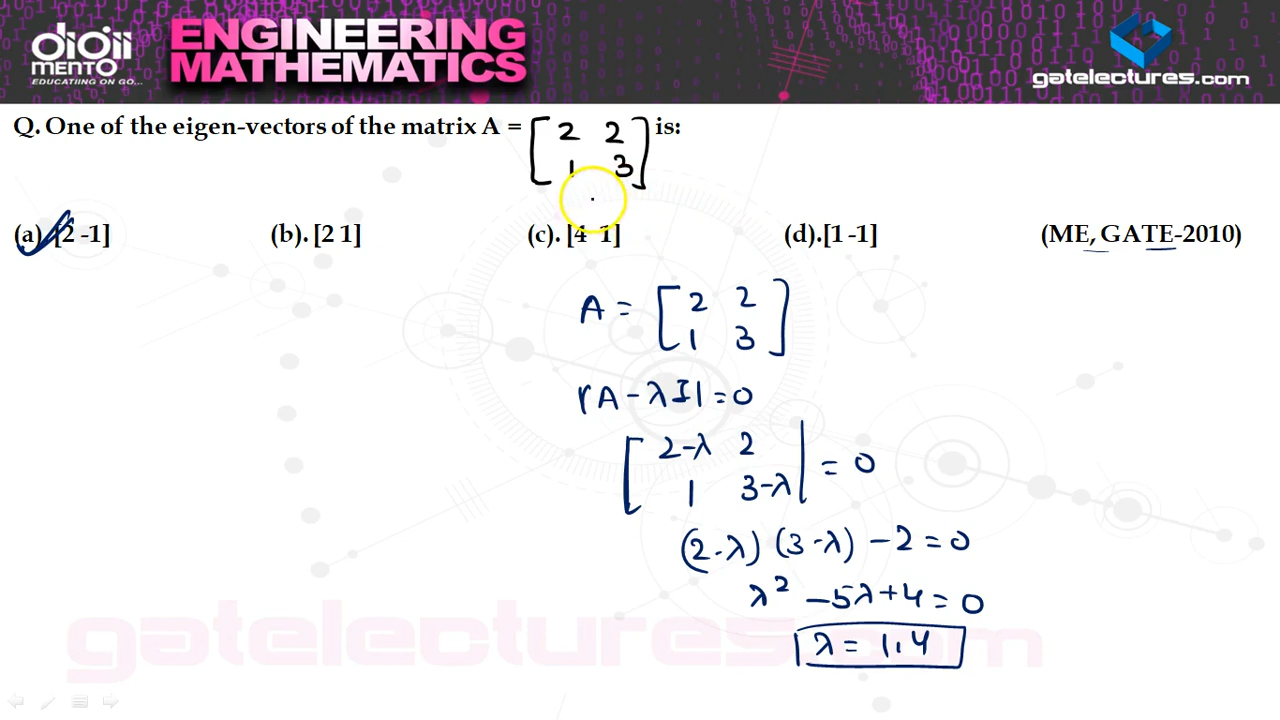 digii
MENTO
EDUCATIING ON GO...
ENGINEERING
MATHEMATICS
gatelectures.com
Q. One of the eigen-vectors of the matrix A = [2 2
1 3] is:
(a). [2 -1] (b). [2 1] (c). [4 1] (d).[1 -1] (ME, GATE-2010)
A = [2 2
1 3]
|A - λI| = 0
[2-λ 2
1 3-λ| = 0
(2-λ) (3-λ) - 2 = 0
λ² - 5λ + 4 = 0
λ = 1, 4
gatelectures.com